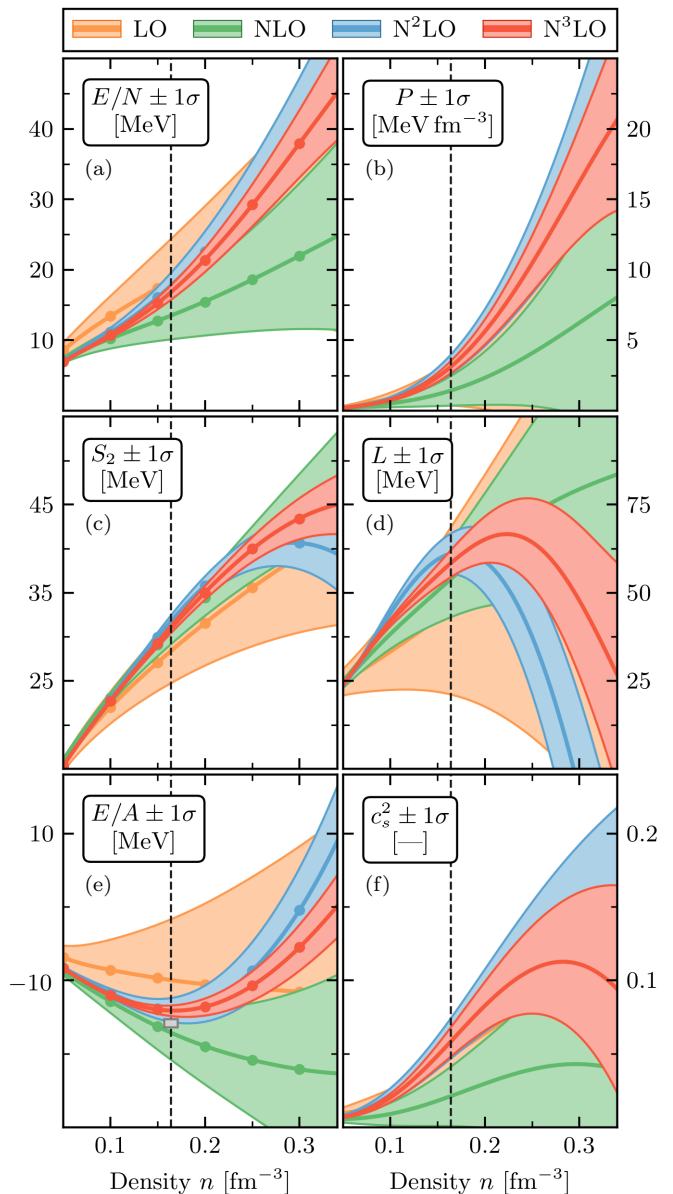 LO NLO N²LO N³LO
E/N ± 1σ
[MeV]
(a)
40
30
20
10
P ± 1σ
[MeV fm⁻³]
(b)
20
15
10
5
S₂ ± 1σ
[MeV]
(c)
45
35
25
L ± 1σ
[MeV]
(d)
75
50
25
E/A ± 1σ
[MeV]
(e)
10
−10
c²ₛ ± 1σ
[—]
(f)
0.2
0.1
0.1 0.2 0.3
0.1 0.2 0.3
Density n [fm⁻³]
Density n [fm⁻³]